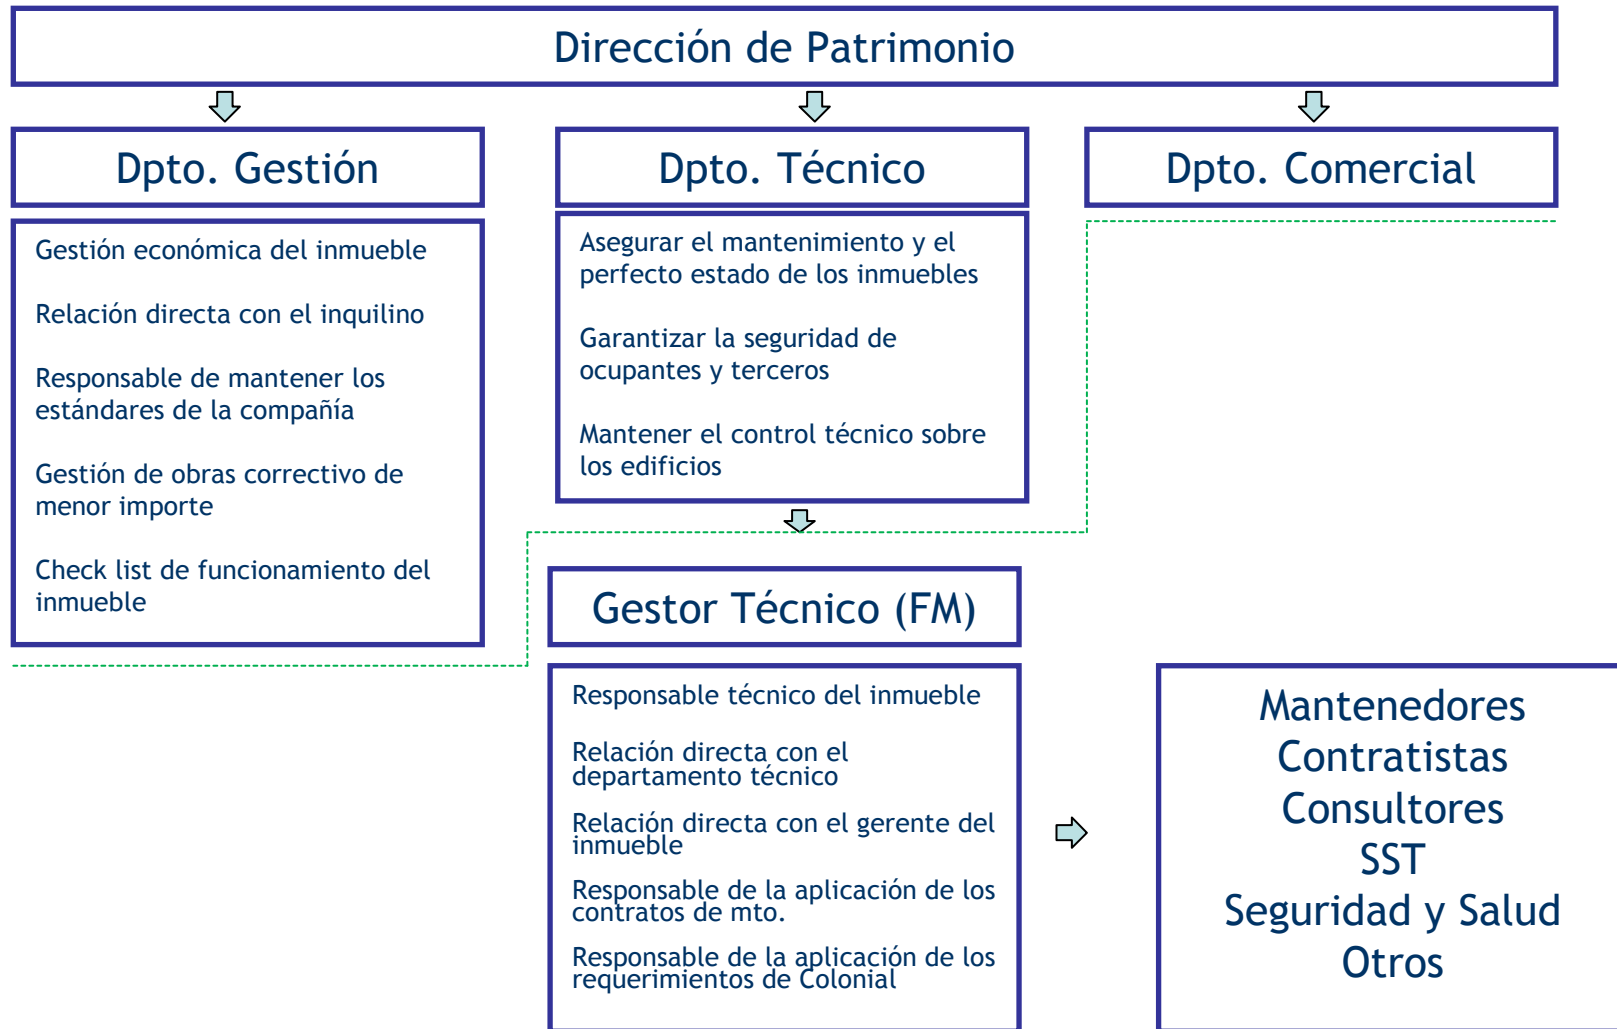 Dirección de Patrimonio
Dpto. Gestión
Dpto. Técnico
Dpto. Comercial
Gestión económica del inmueble
Relación directa con el inquilino
Responsable de mantener los
estándares de la compañía
Gestión de obras correctivo de
menor importe
Check list de funcionamiento del
inmueble
Asegurar el mantenimiento y el
perfecto estado de los inmuebles
Garantizar la seguridad de
ocupantes y terceros
Mantener el control técnico sobre
los edificios
Gestor Técnico (FM)
Responsable técnico del inmueble
Relación directa con el
departamento técnico
Relación directa con el gerente del
inmueble
Responsable de la aplicación de los
contratos de mto.
Responsable de la aplicación de los
requerimientos de Colonial
Mantenedores
Contratistas
Consultores
SST
Seguridad y Salud
Otros